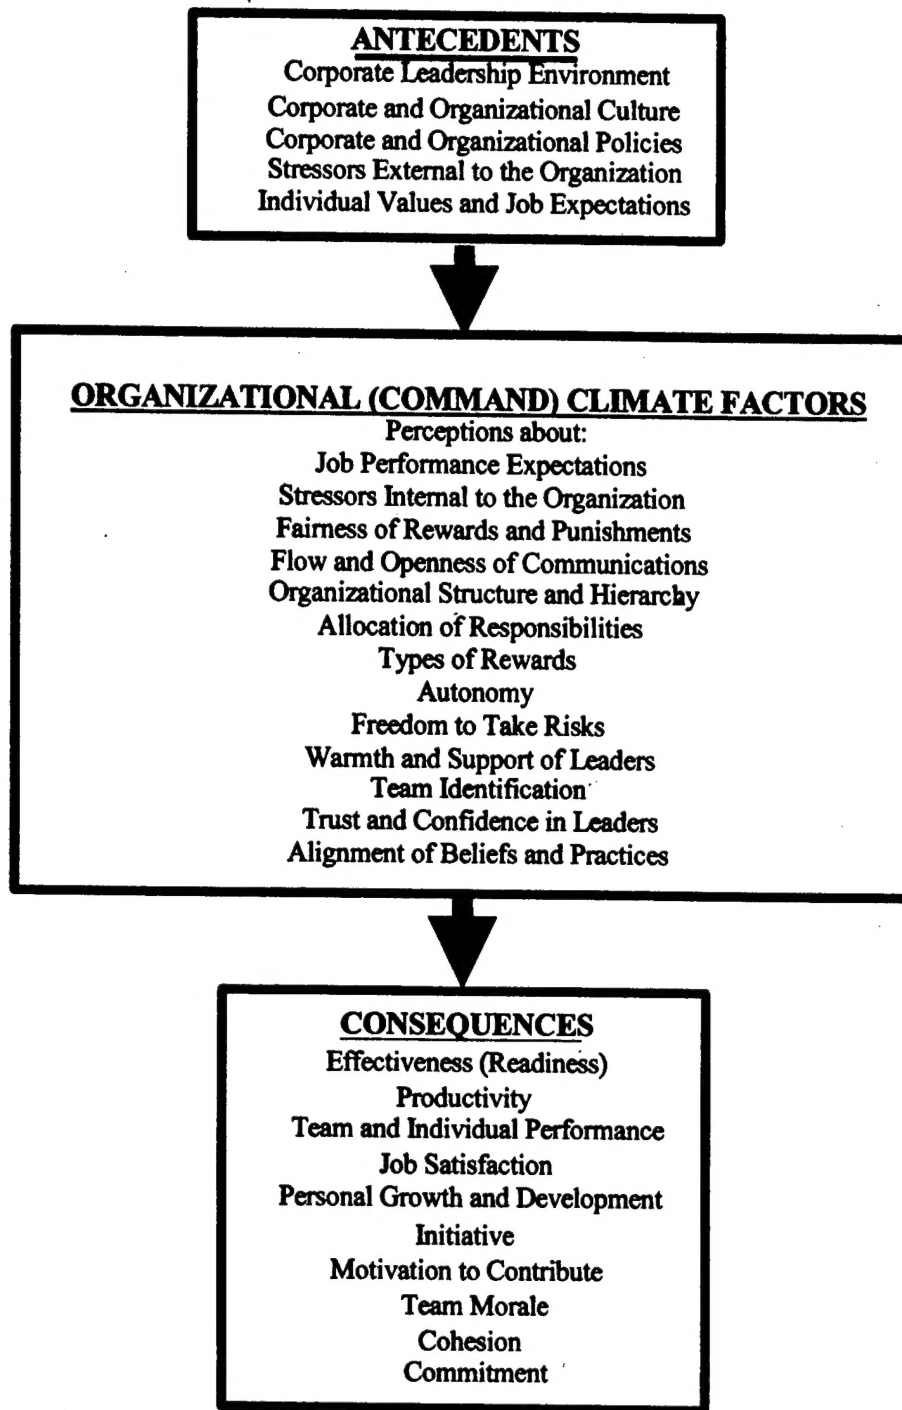 ANTECEDENTS
Corporate Leadership Environment
Corporate and Organizational Culture
Corporate and Organizational Policies
Stressors External to the Organization
Individual Values and Job Expectations
ORGANIZATIONAL (COMMAND) CLIMATE FACTORS
Perceptions about:
Job Performance Expectations
Stressors Internal to the Organization
Fairness of Rewards and Punishments
Flow and Openness of Communications
Organizational Structure and Hierarchy
Allocation of Responsibilities
Types of Rewards
Autonomy
Freedom to Take Risks
Warmth and Support of Leaders
Team Identification
Trust and Confidence in Leaders
Alignment of Beliefs and Practices
CONSEQUENCES
Effectiveness (Readiness)
Productivity
Team and Individual Performance
Job Satisfaction
Personal Growth and Development
Initiative
Motivation to Contribute
Team Morale
Cohesion
Commitment